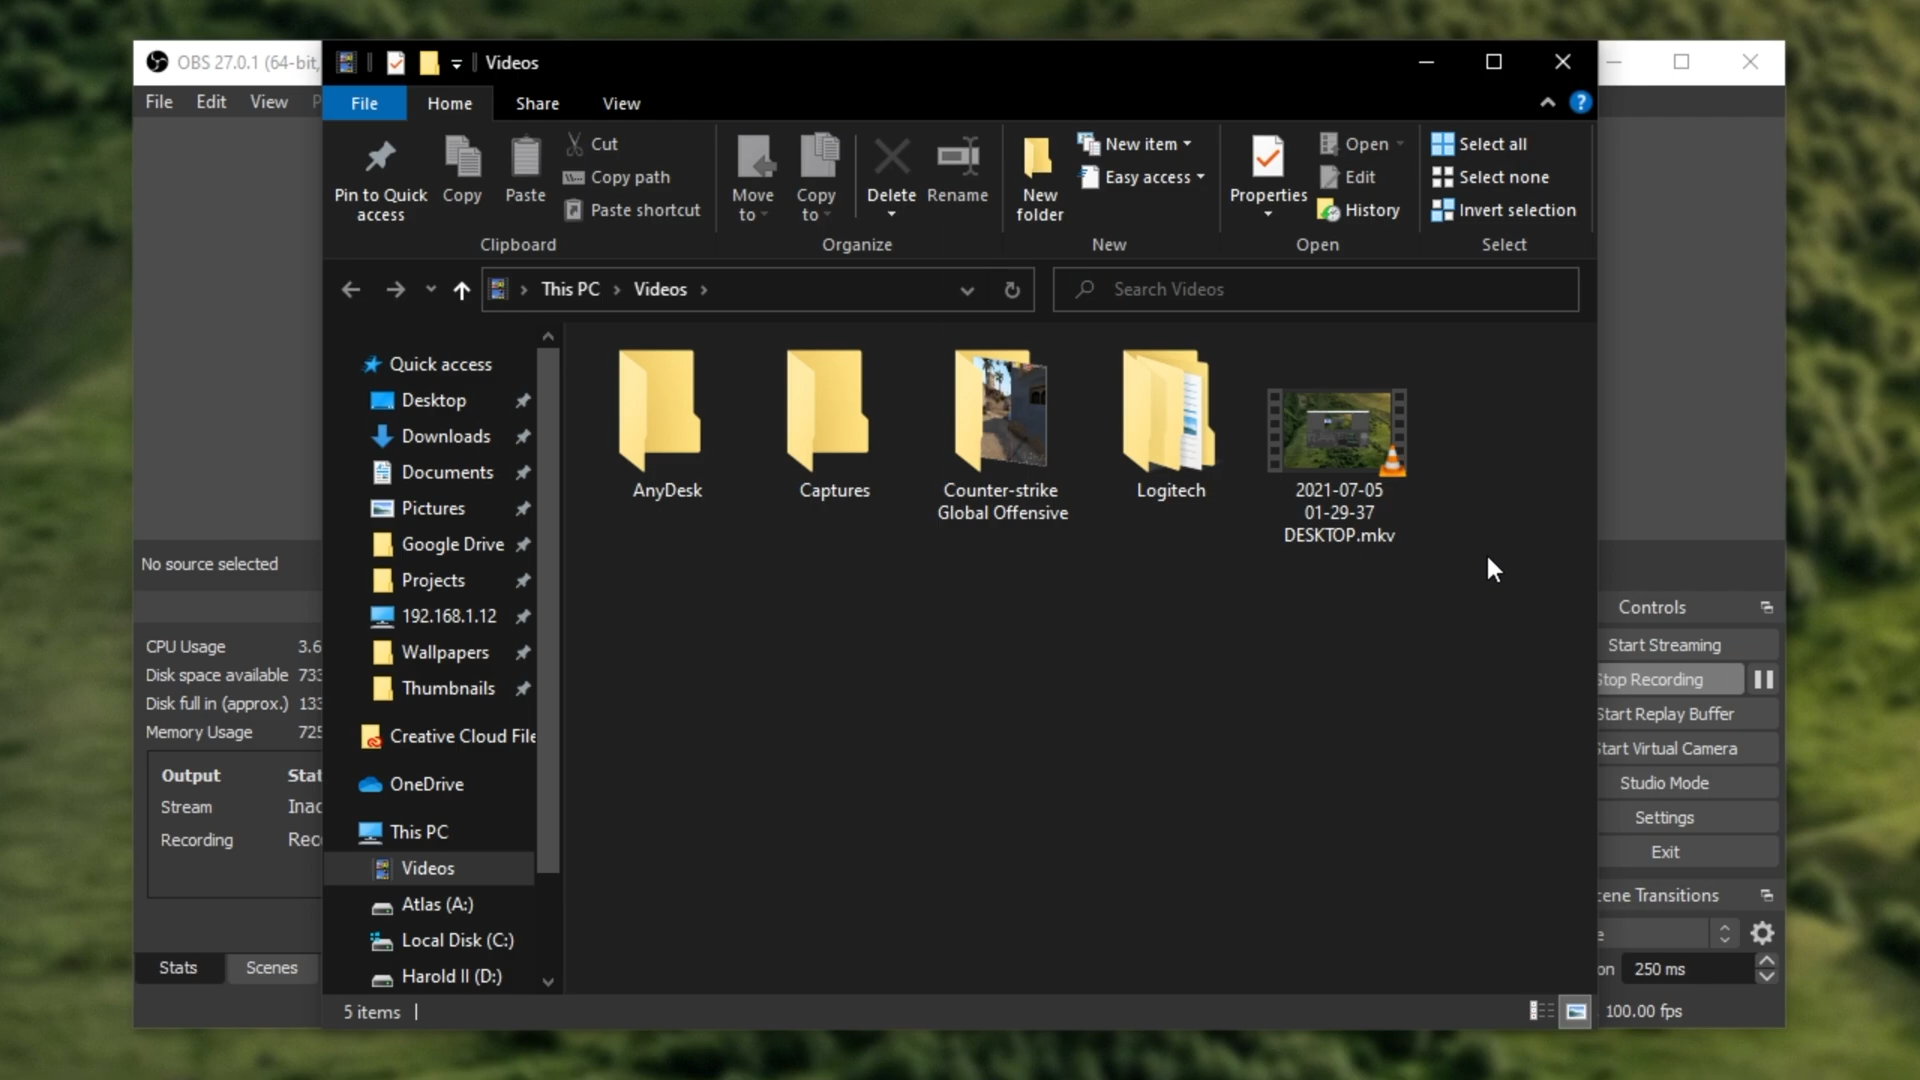 OBS 27.0.1 (64-bit,
Videos
File Edit View
File Home Share View
Pin to Quick access
Copy
Paste
Cut
Copy path
Paste shortcut
Clipboard
Move to
Copy to
Delete
Rename
Organize
New folder
New item
Easy access
New
Properties
Open
Edit
History
Open
Select all
Select none
Invert selection
Select
This PC Videos
Search Videos
Quick access
Desktop
Downloads
Documents
Pictures
Google Drive
Projects
192.168.1.12
Wallpapers
Thumbnails
Creative Cloud File
OneDrive
This PC
Videos
Atlas (A:)
Local Disk (C:)
Harold II (D:)
AnyDesk
Captures
Counter-strike
Global Offensive
Logitech
2021-07-05
01-29-37
DESKTOP.mkv
5 items
No source selected
CPU Usage 3.6
Disk space available 733
Disk full in (approx.) 133
Memory Usage 725
Output Stat
Stream Inac
Recording Rec
Stats Scenes
Controls
Start Streaming
Stop Recording
Start Replay Buffer
Start Virtual Camera
Studio Mode
Settings
Exit
cene Transitions
e
on 250 ms
100.00 fps